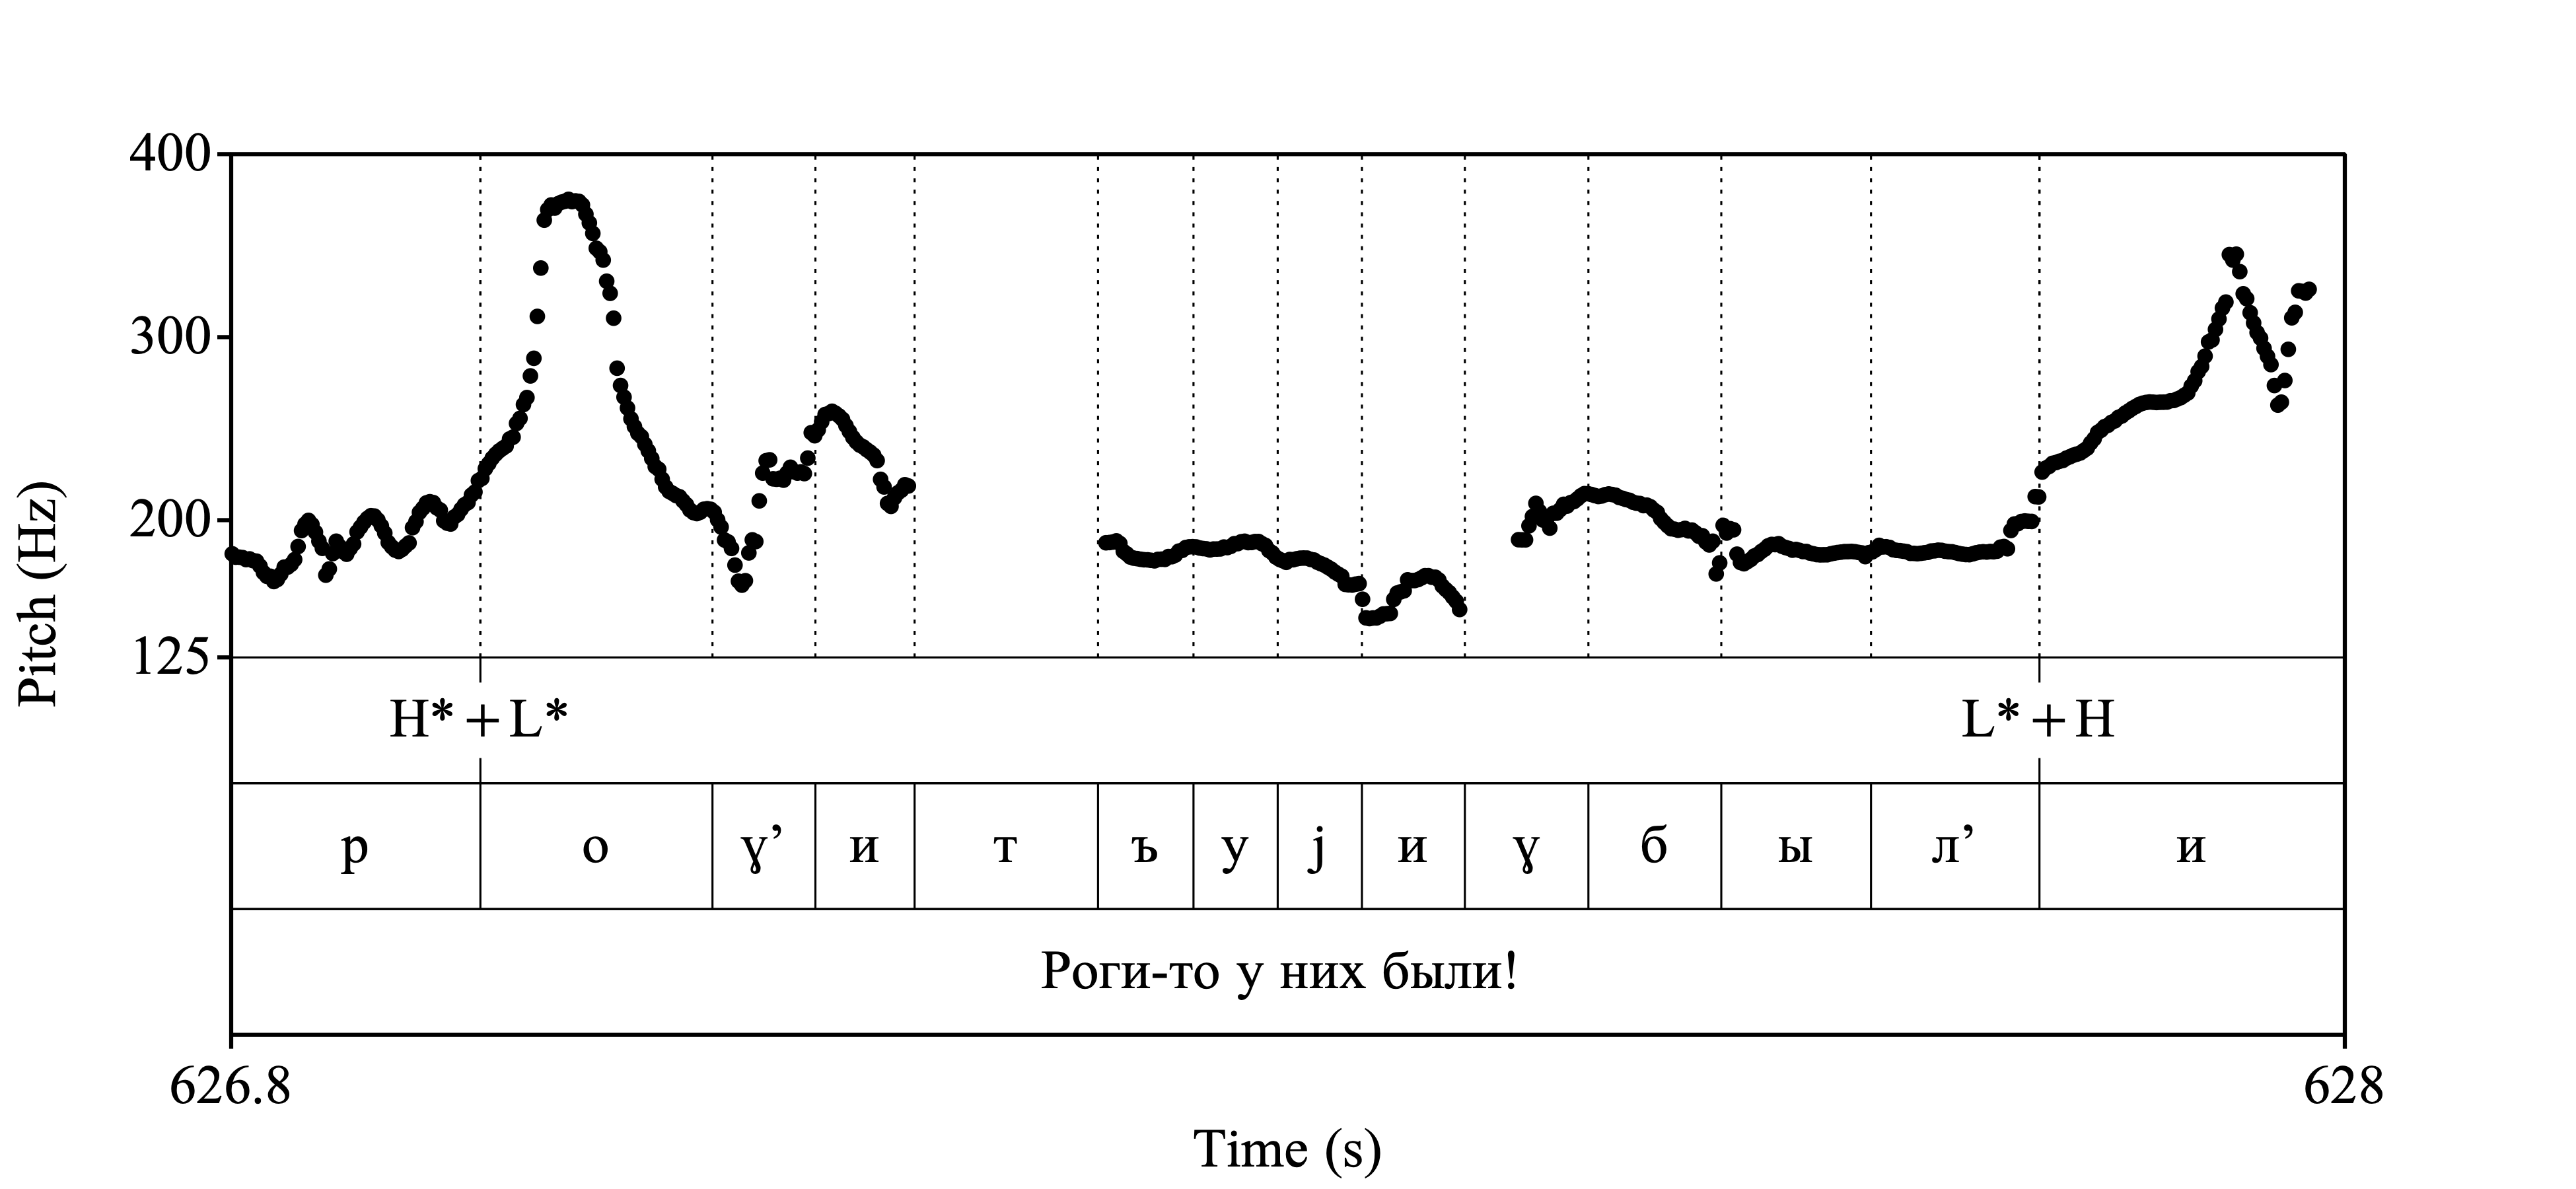 400
300
200
125
Pitch (Hz)
H* + L* L* + H
р о ɣ’ и т ъ у j и ɣ б ы л’ и
Роги-то у них были!
626.8 628
Time (s)